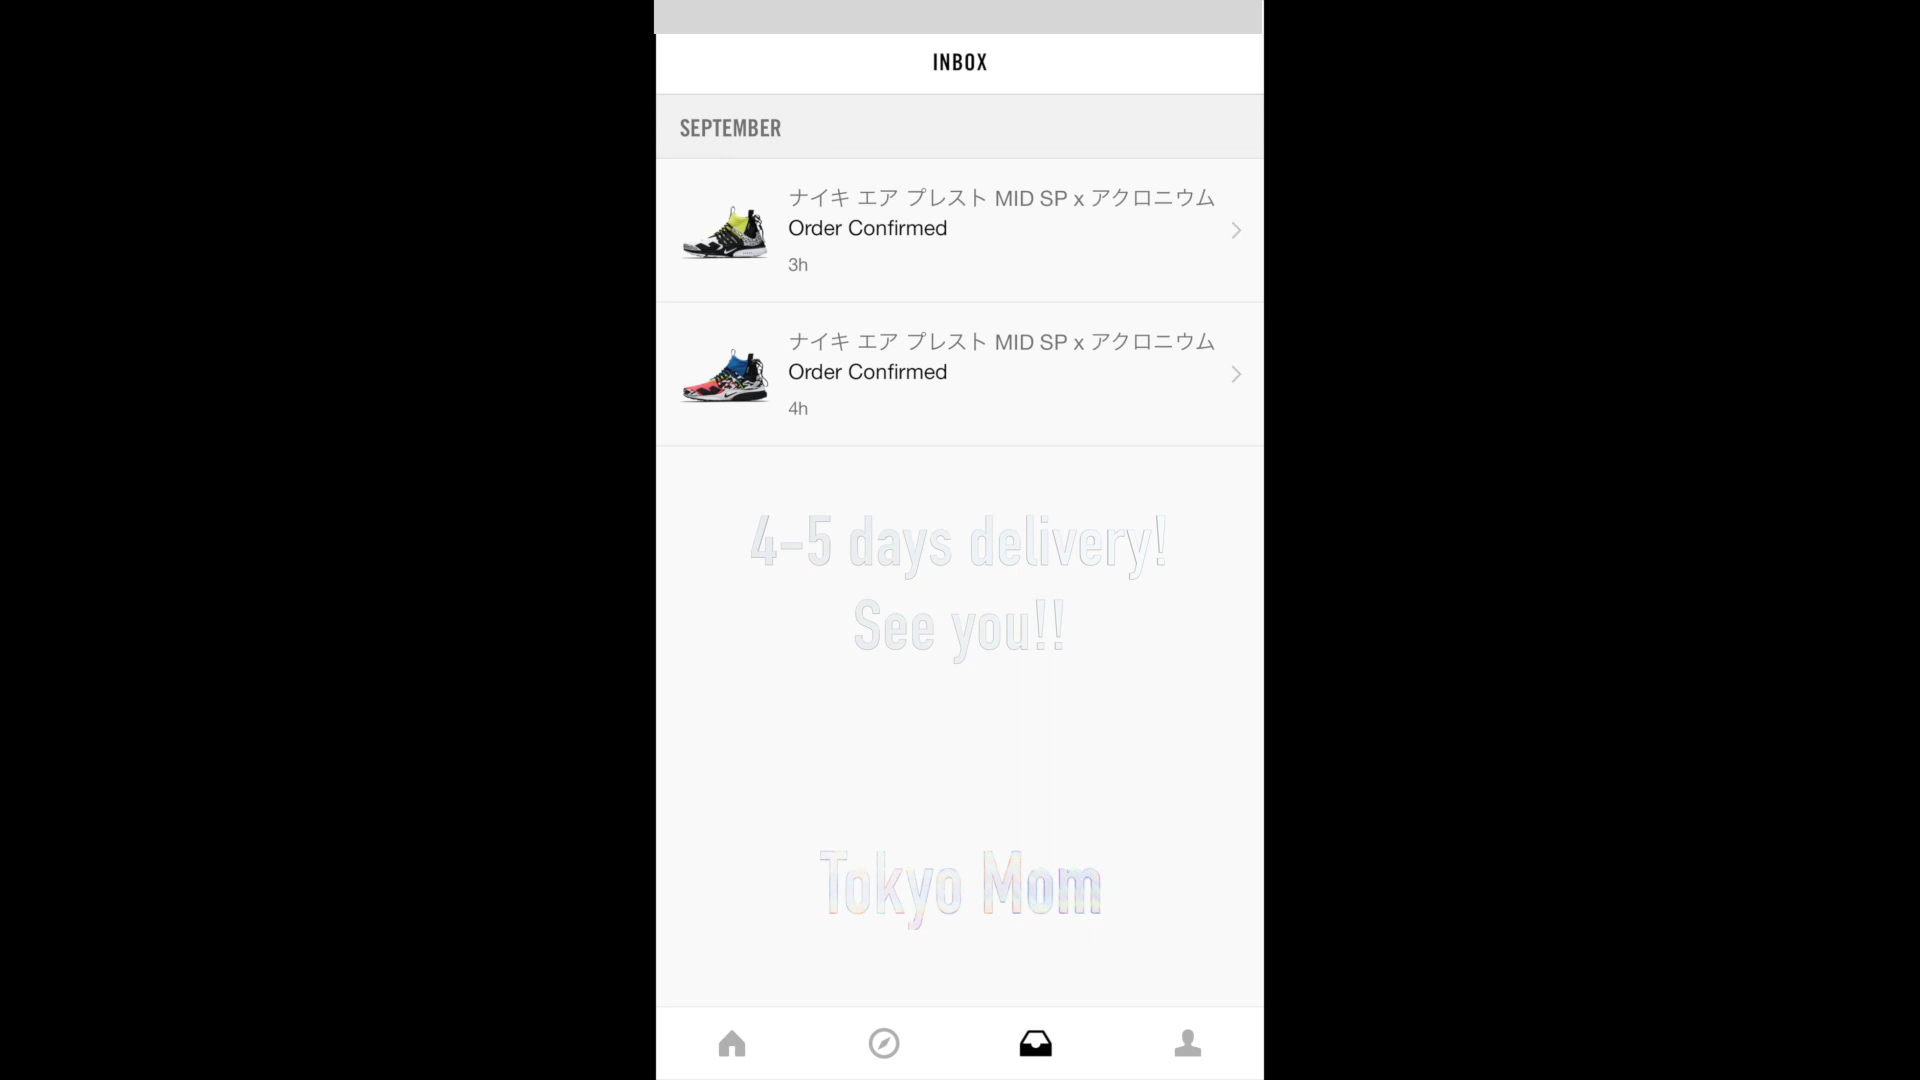 INBOX
SEPTEMBER
ナイキ エア プレスト MID SP x アクロニウム
Order Confirmed
3h
ナイキ エア プレスト MID SP x アクロニウム
Order Confirmed
4h
4-5 days delivery!
See you!!
Tokyo Mom